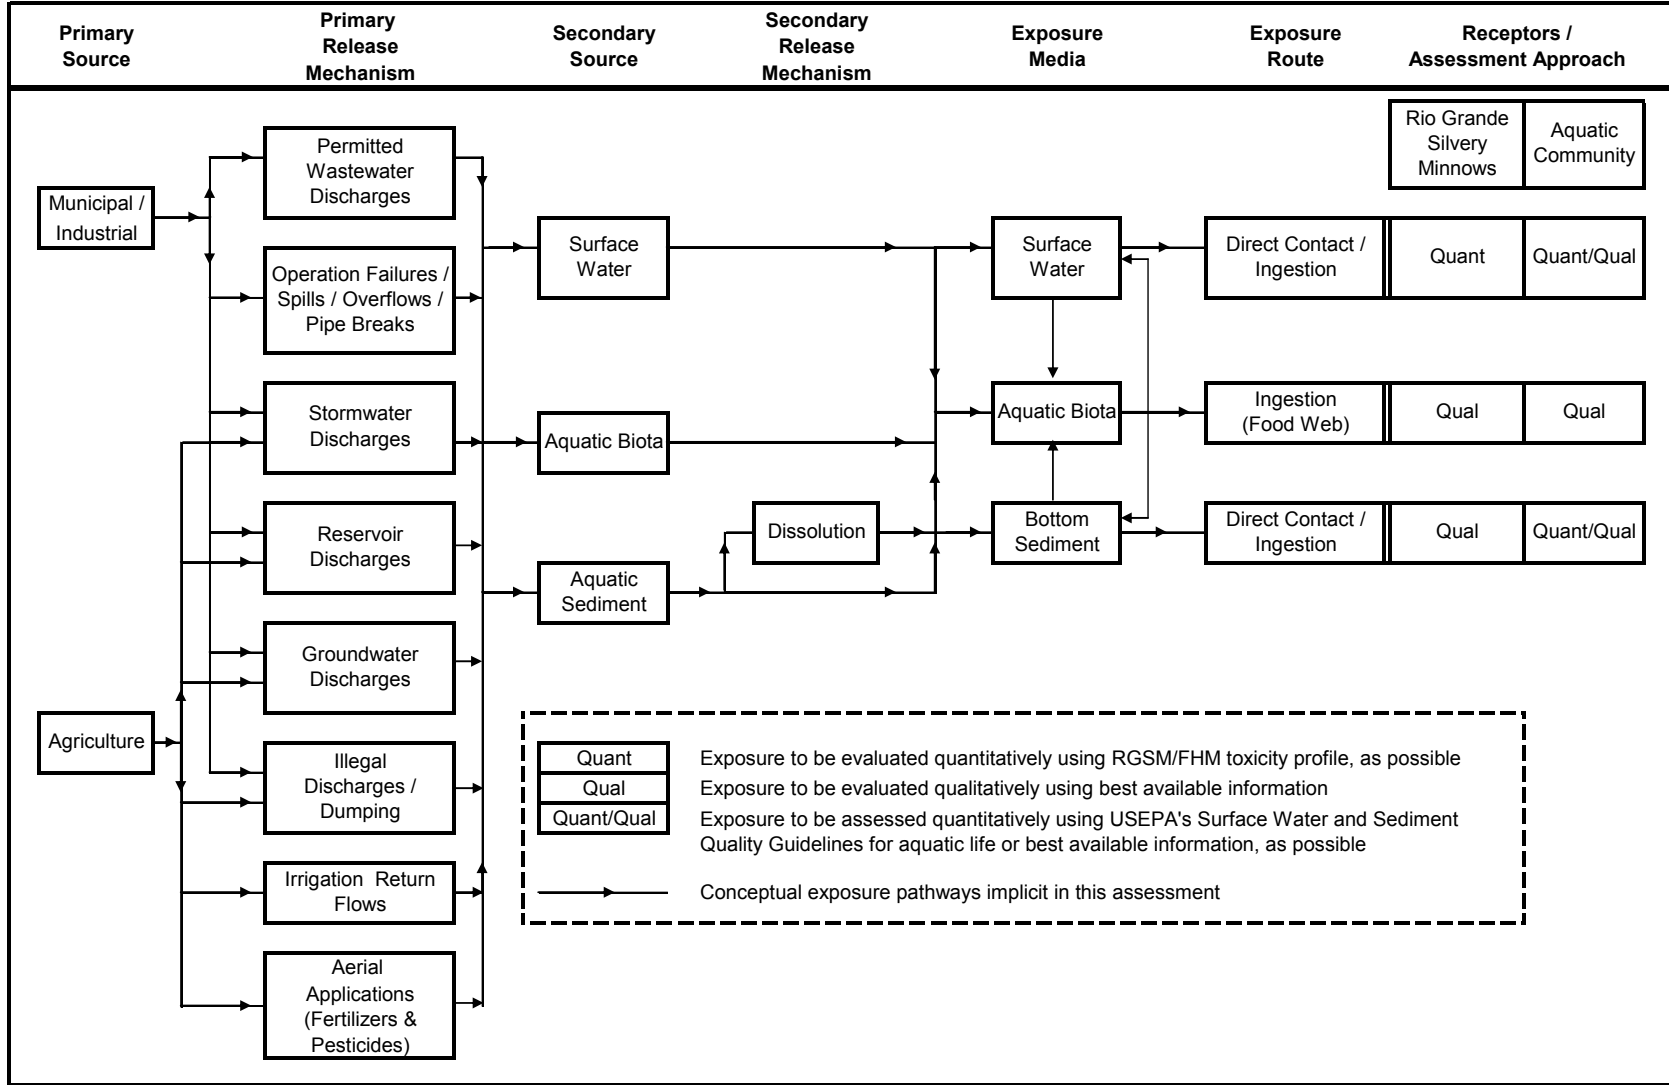 Primary
Source
Primary
Release
Mechanism
Secondary
Source
Secondary
Release
Mechanism
Exposure
Media
Exposure
Route
Receptors /
Assessment Approach
Rio Grande
Silvery
Minnows
Aquatic
Community
Municipal /
Industrial
Agriculture
Permitted
Wastewater
Discharges
Operation Failures /
Spills / Overflows /
Pipe Breaks
Stormwater
Discharges
Reservoir
Discharges
Groundwater
Discharges
Illegal
Discharges /
Dumping
Irrigation Return
Flows
Aerial
Applications
(Fertilizers &
Pesticides)
Surface
Water
Aquatic Biota
Aquatic
Sediment
Dissolution
Surface
Water
Aquatic Biota
Bottom
Sediment
Direct Contact /
Ingestion
Quant
Quant/Qual
Ingestion
(Food Web)
Qual
Qual
Direct Contact /
Ingestion
Qual
Quant/Qual
Quant
Exposure to be evaluated quantitatively using RGSM/FHM toxicity profile, as possible
Qual
Exposure to be evaluated qualitatively using best available information
Quant/Qual
Exposure to be assessed quantitatively using USEPA's Surface Water and Sediment
Quality Guidelines for aquatic life or best available information, as possible
Conceptual exposure pathways implicit in this assessment